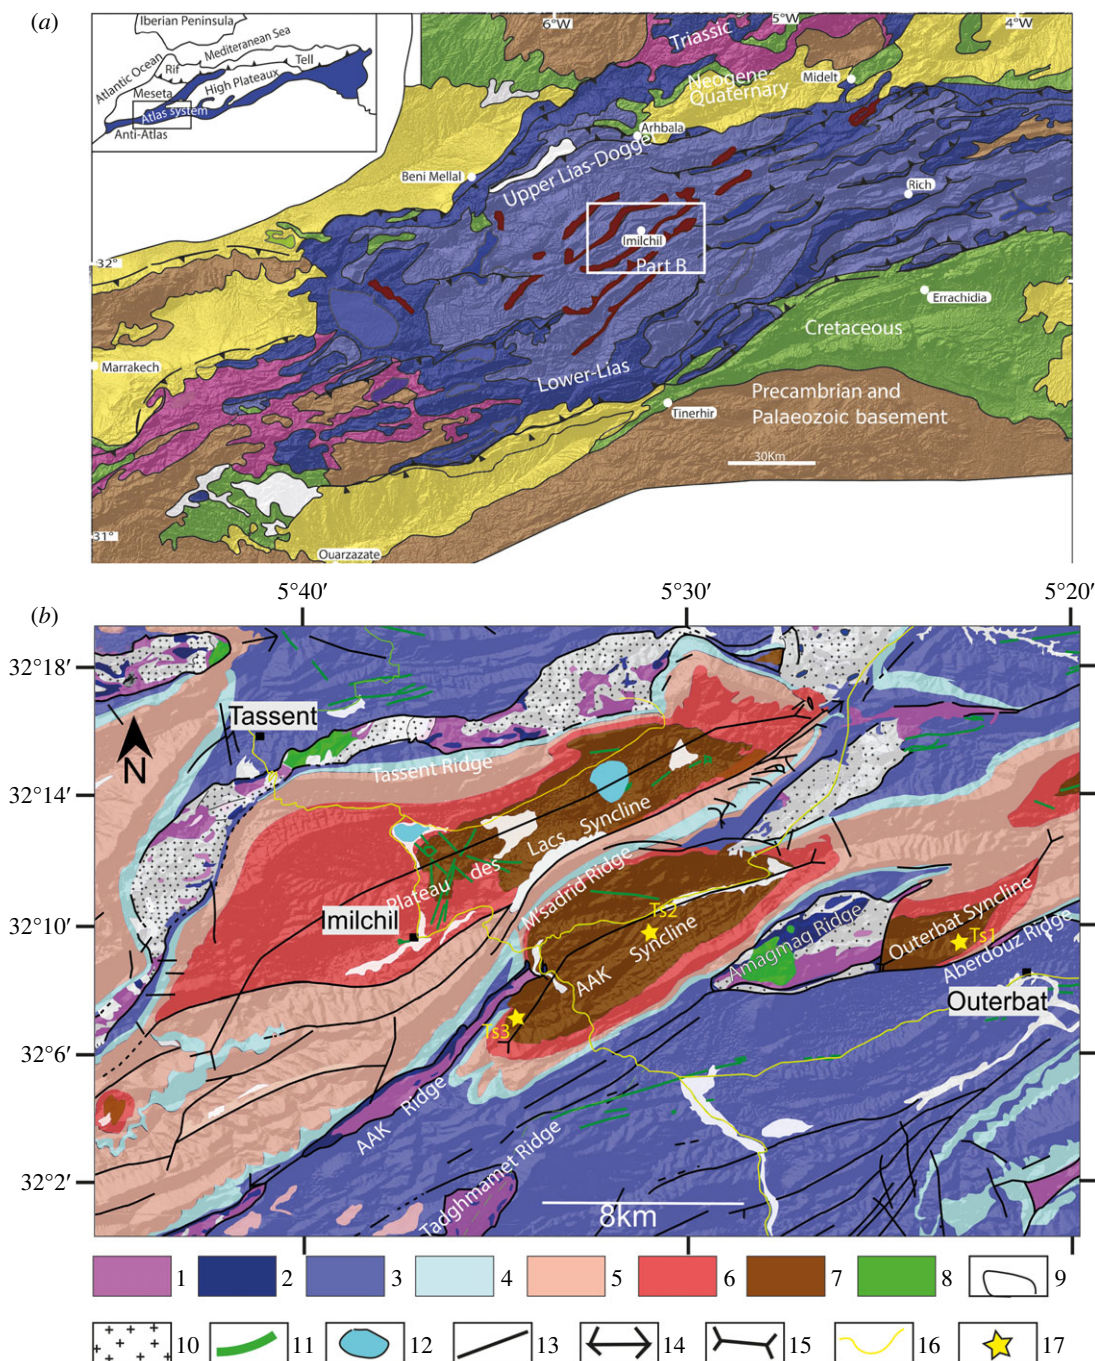 (a)
Iberian Peninsula
Atlantic Ocean
Mediteranean Sea
Rif
Tell
Meseta
High Plateaux
Atlas system
Anti-Atlas
6°W
5°W
4°W
Triassic
Neogene
Quaternary
Midelt
Arhbala
Beni Mellal
Upper Lias-Dogger
Rich
Imilchil
Part B
32°
Errachidia
Cretaceous
Marrakech
Lower-Lias
Tinerhir
Precambrian and
Palaeozoic basement
30Km
31°
Ouarzazate
(b)
5°40′
5°30′
5°20′
32°18′
32°14′
32°10′
32°6′
32°2′
N
Tassent
Tassent Ridge
Plateau des Lacs Syncline
Imilchil
M'sadrid Ridge
Ts2
AAK Syncline
Amagmag Ridge
Outerbat Syncline
Ts1
Aberdouz Ridge
Outerbat
Ts3
AAK Ridge
Tadghmamet Ridge
8km
1
2
3
4
5
6
7
8
9
10
11
12
13
14
15
16
17